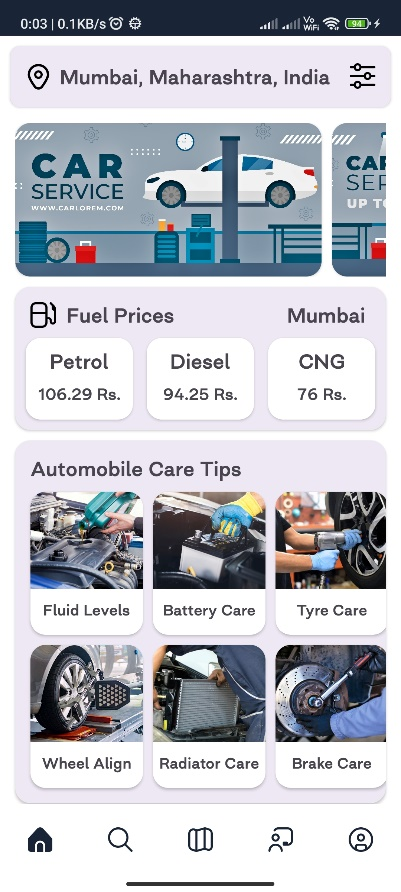 0:03 | 0.1KB/s
Vo
WiFi
94
Mumbai, Maharashtra, India
CAR
SERVICE
WWW.CARLOREM.COM
CA
SER
UP TO
Fuel Prices
Mumbai
Petrol
Diesel
CNG
106.29 Rs.
94.25 Rs.
76 Rs.
Automobile Care Tips
Fluid Levels
Battery Care
Tyre Care
Wheel Align
Radiator Care
Brake Care